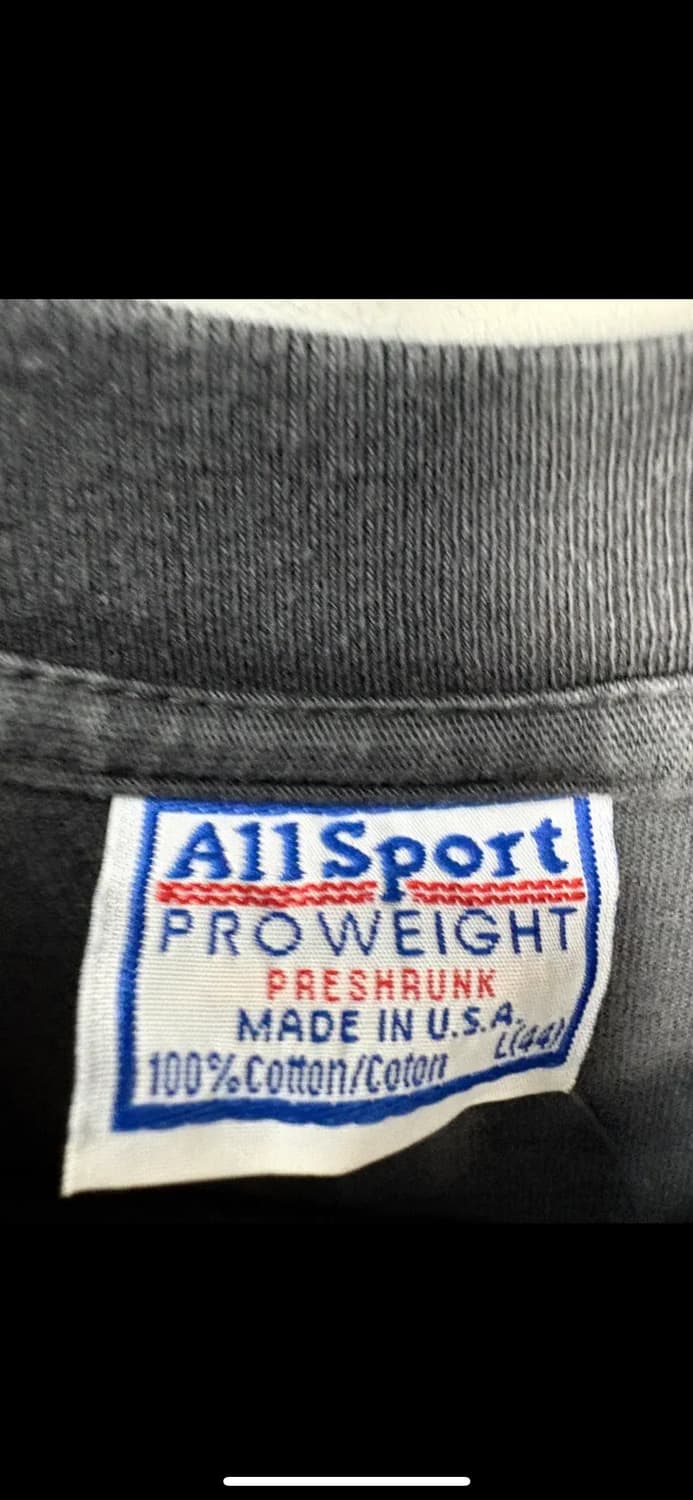 AllSport
PRO WEIGHT
PRESHRUNK
MADE IN U.S.A.
L(44)
100%Cotton/Coton